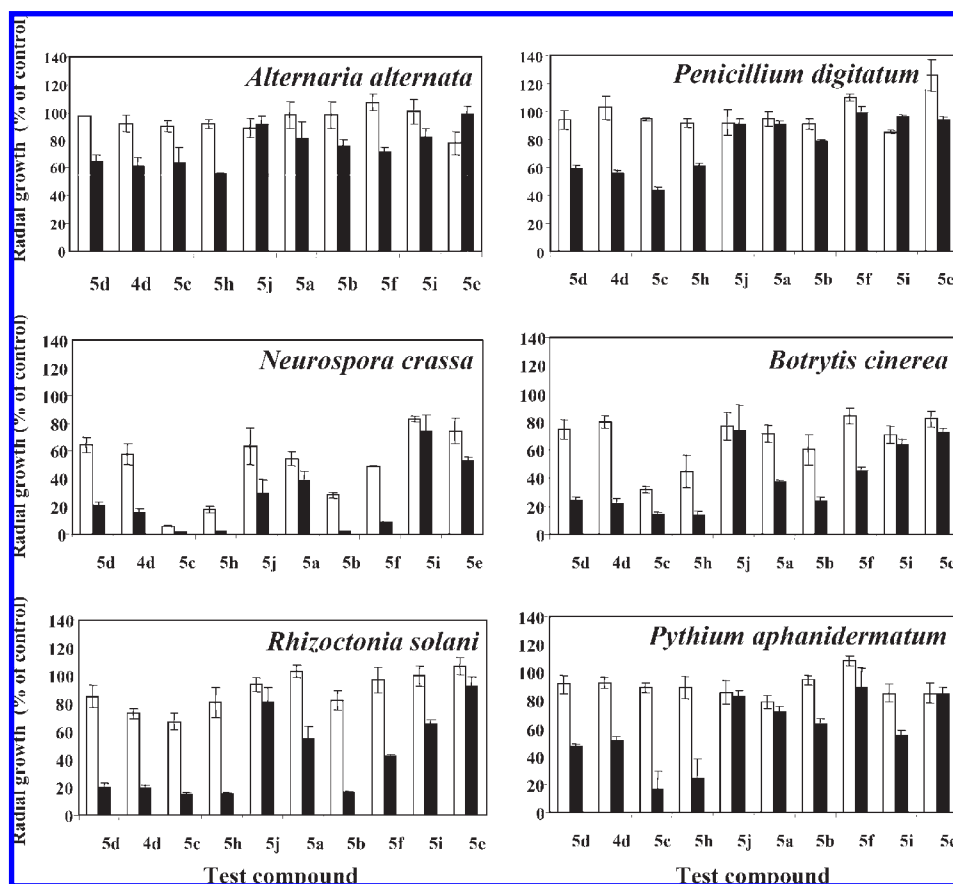 Alternaria alternata
Radial growth (% of control)
140
120
100
80
60
40
20
0
5d 4d 5c 5h 5j 5a 5b 5f 5i 5e
Penicillium digitatum
140
120
100
80
60
40
20
0
5d 4d 5c 5h 5j 5a 5b 5f 5i 5e
Neurospora crassa
Radial growth (% of control)
140
120
100
80
60
40
20
0
5d 4d 5c 5h 5j 5a 5b 5f 5i 5e
Botrytis cinerea
140
120
100
80
60
40
20
0
5d 4d 5c 5h 5j 5a 5b 5f 5i 5e
Rhizoctonia solani
Radial growth (% of control)
140
120
100
80
60
40
20
0
5d 4d 5c 5h 5j 5a 5b 5f 5i 5e
Test compound
Pythium aphanidermatum
140
120
100
80
60
40
20
0
5d 4d 5c 5h 5j 5a 5b 5f 5i 5e
Test compound